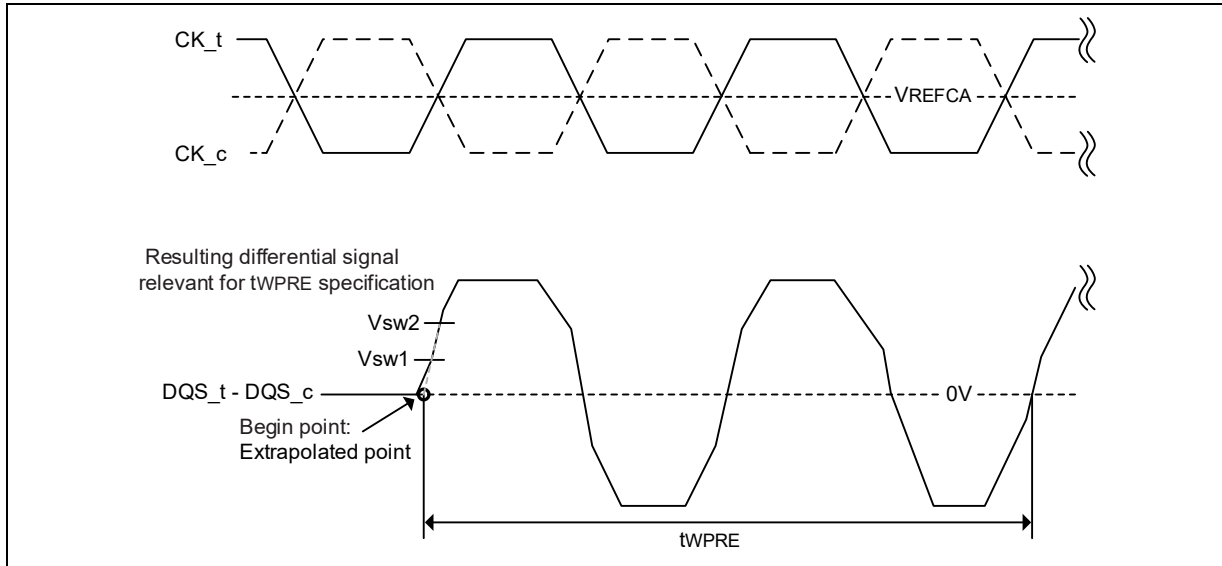 CK_t
VREFCA
CK_c
Resulting differential signal
relevant for tWPRE specification
Vsw2
Vsw1
DQS_t - DQS_c
0V
Begin point:
Extrapolated point
tWPRE